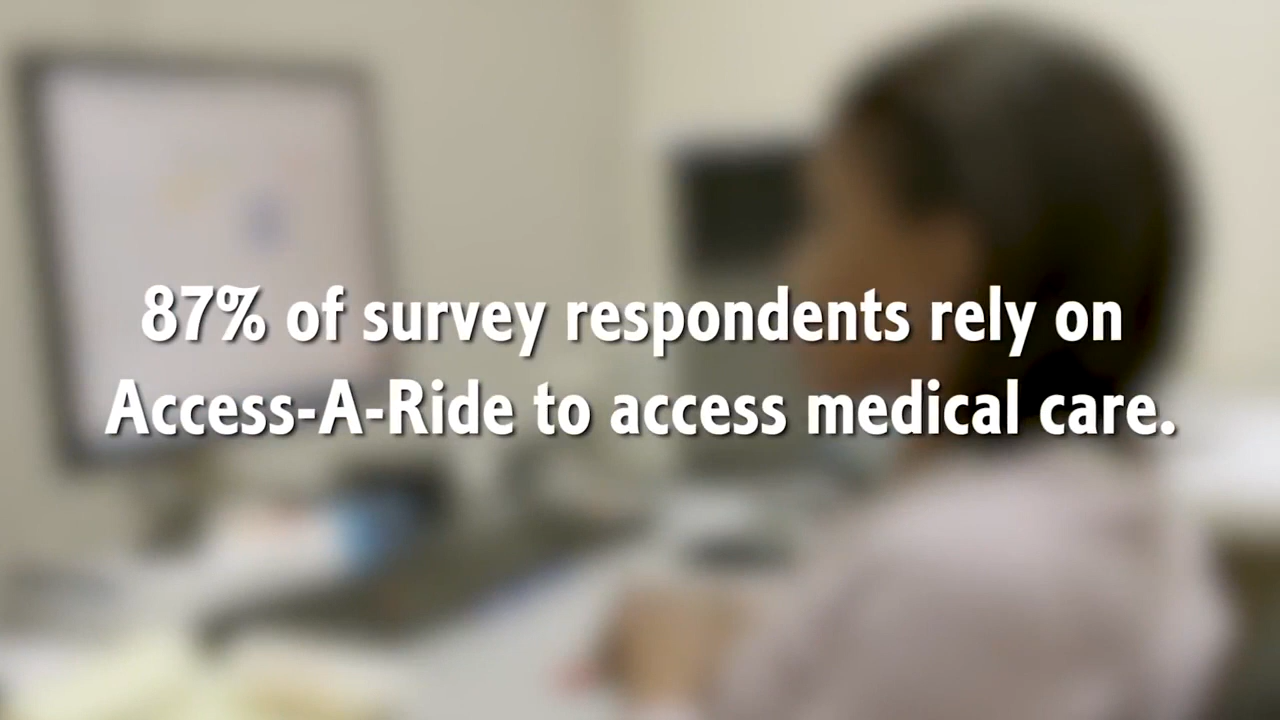 87% of survey respondents rely on
Access-A-Ride to access medical care.